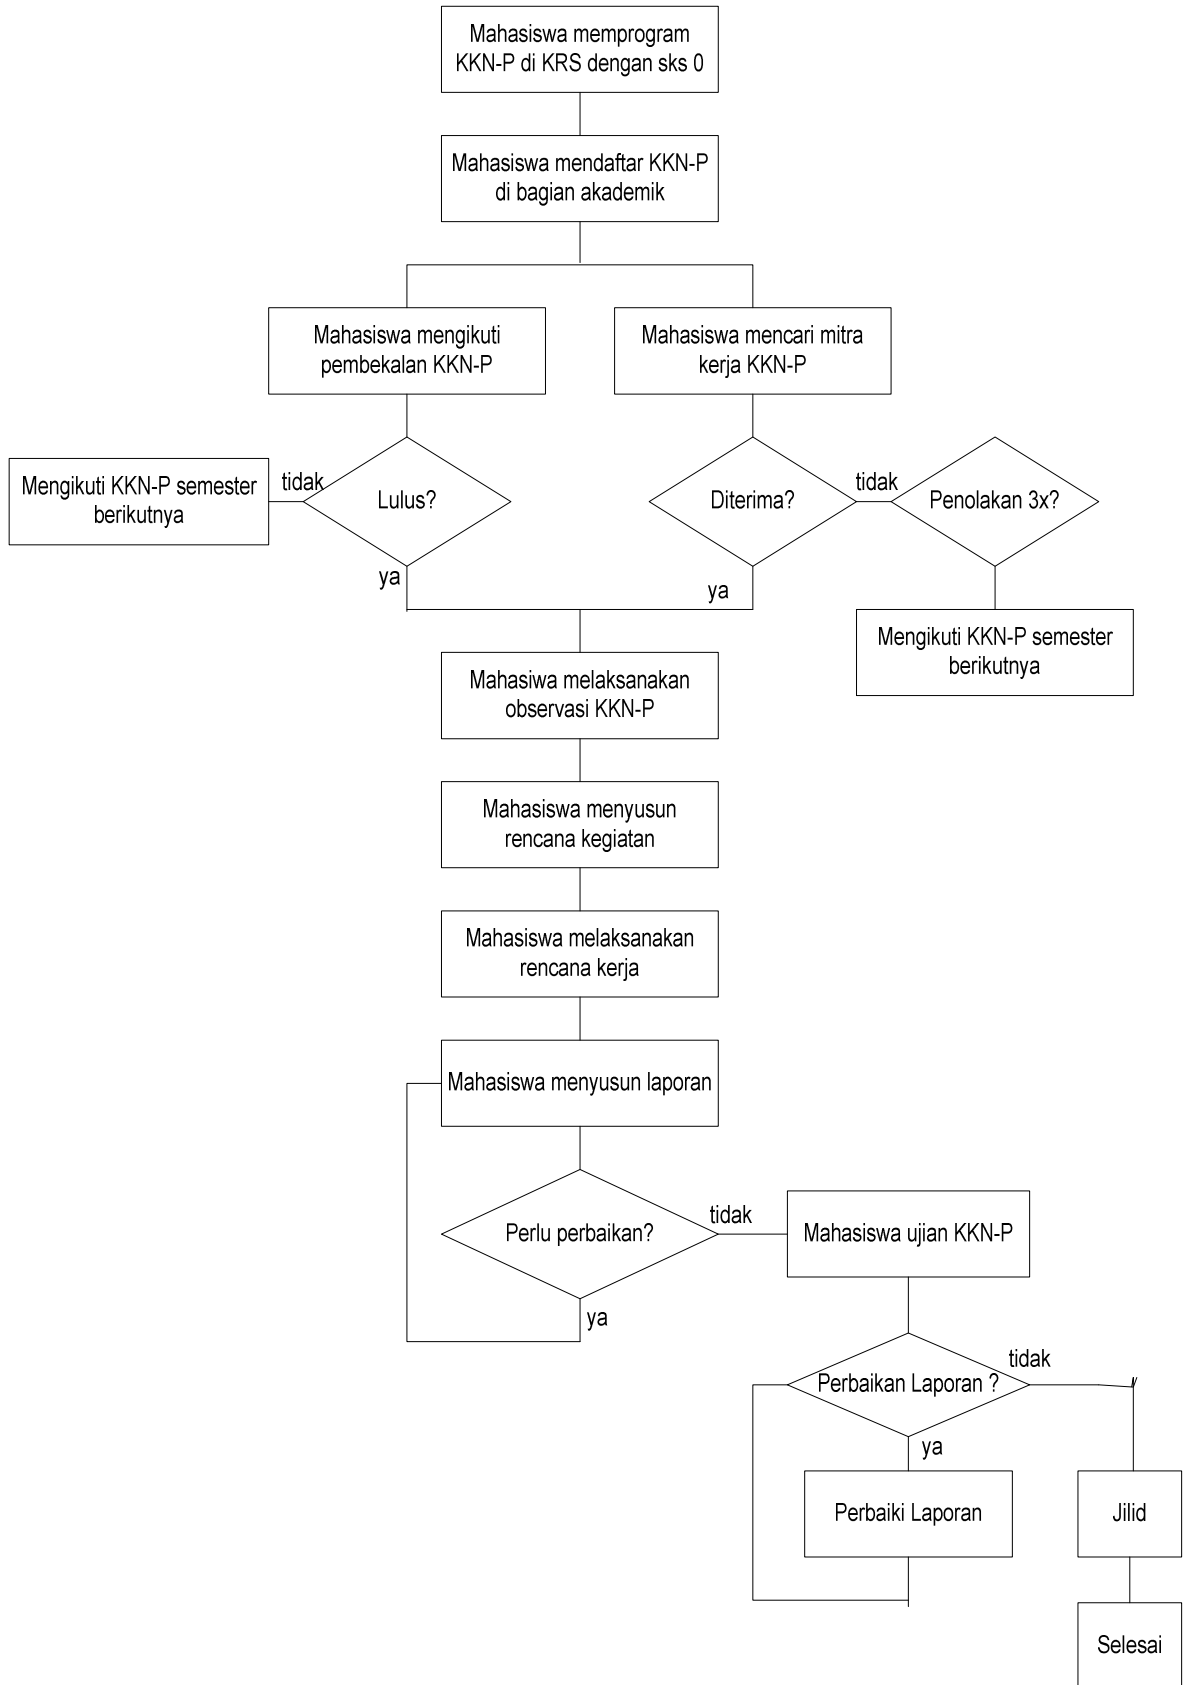 Mahasiswa memprogram
KKN-P di KRS dengan sks 0
Mahasiswa mendaftar KKN-P
di bagian akademik
Mahasiswa mengikuti
pembekalan KKN-P
Mahasiswa mencari mitra
kerja KKN-P
Mengikuti KKN-P semester
berikutnya
tidak
Lulus?
ya
Diterima?
tidak
ya
Penolakan 3x?
Mengikuti KKN-P semester
berikutnya
Mahasiwa melaksanakan
observasi KKN-P
Mahasiswa menyusun
rencana kegiatan
Mahasiswa melaksanakan
rencana kerja
Mahasiswa menyusun laporan
Perlu perbaikan?
tidak
ya
Mahasiswa ujian KKN-P
Perbaikan Laporan ?
tidak
ya
Perbaiki Laporan
Jilid
Selesai